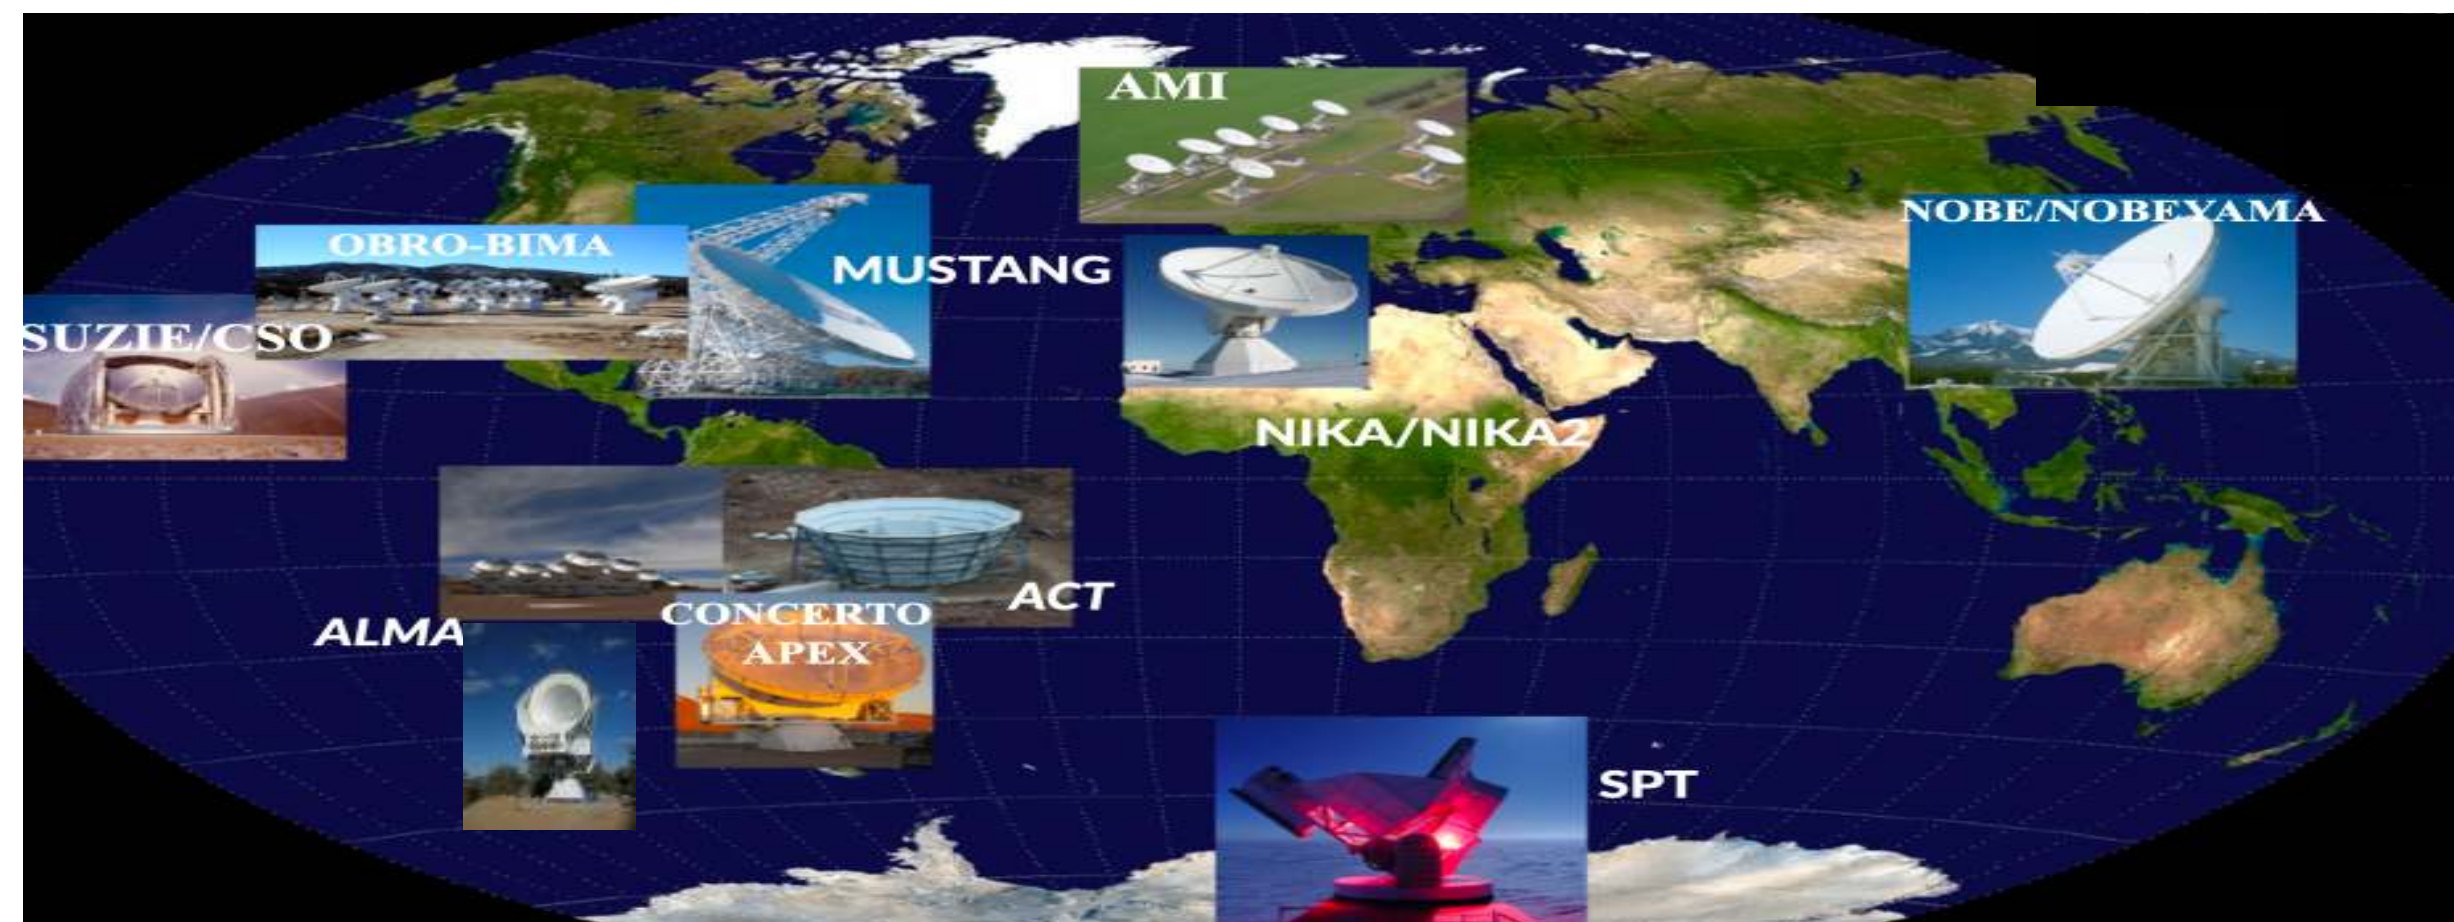 AMI
NOBE/NOBEYAMA
OBRO-BIMA
MUSTANG
SUZIE/CSO
NIKA/NIKA2
ACT
CONCERTO
APEX
ALMA
SPT